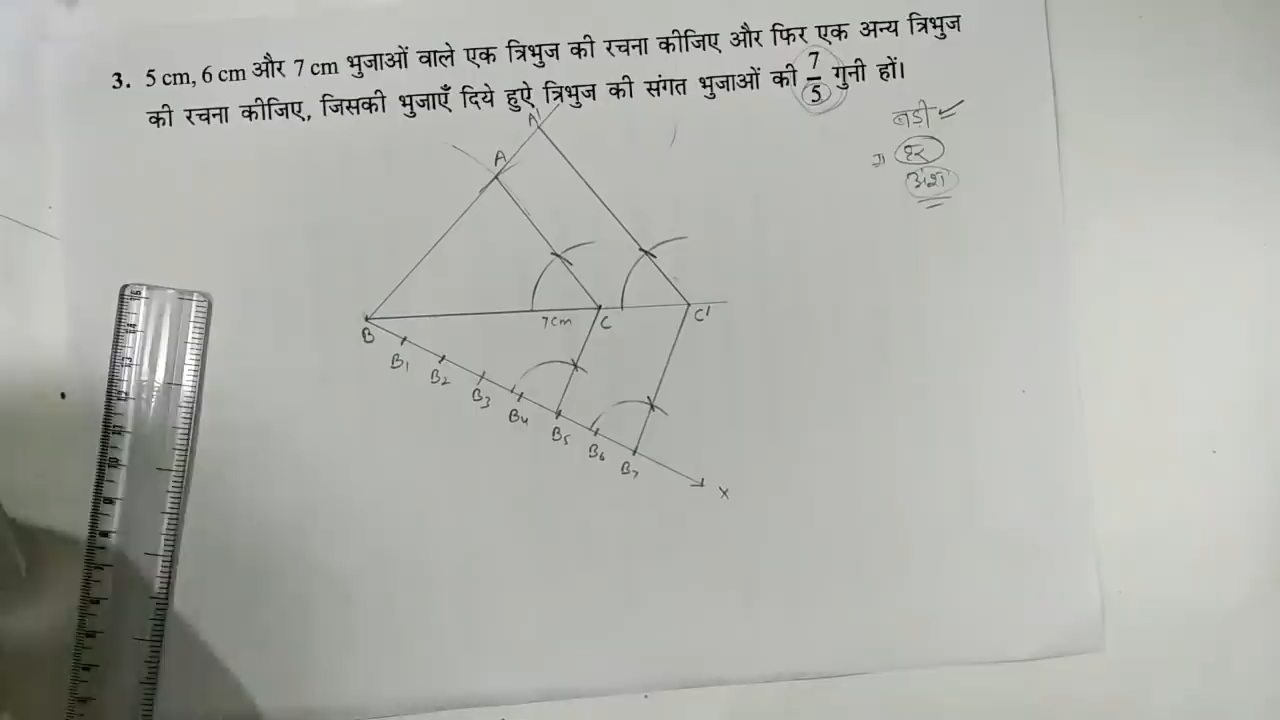 3. 5 cm, 6 cm और 7 cm भुजाओं वाले एक त्रिभुज की रचना कीजिए और फिर एक अन्य त्रिभुज
की रचना कीजिए, जिसकी भुजाएँ दिये हुऐ त्रिभुज की संगत भुजाओं की 7/5 गुनी हों।
बड़ी
हर
अंश
A'
A
7cm
B
C
C'
B1
B2
B3
B4
B5
B6
B7
X